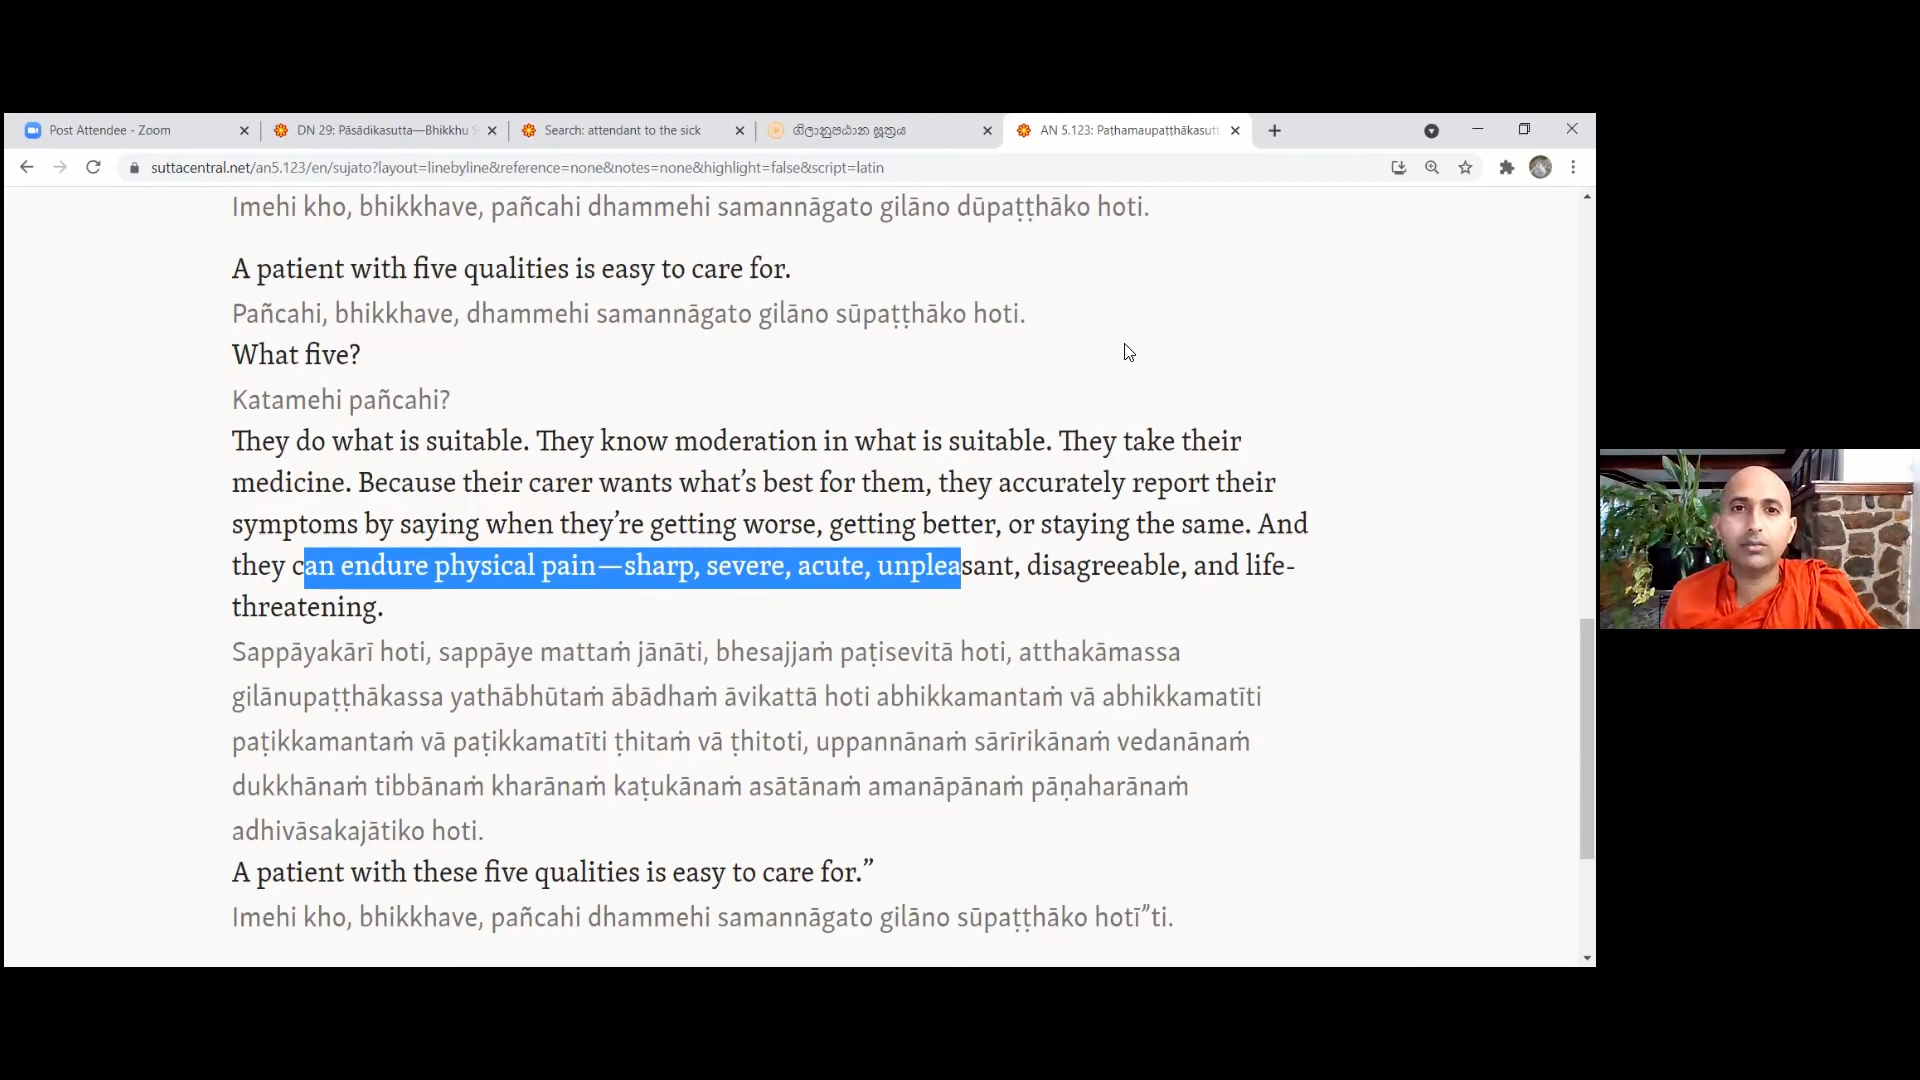 Post Attendee - Zoom
DN 29: Pāsādikasutta—Bhikkhu S
Search: attendant to the sick
ගිලානුපඨාන සූත්‍රය
AN 5.123: Paṭhamaupaṭṭhākasutt
suttacentral.net/an5.123/en/sujato?layout=linebyline&reference=none&notes=none&highlight=false&script=latin
Imehi kho, bhikkhave, pañcahi dhammehi samannāgato gilāno dūpaṭṭhāko hoti.
A patient with five qualities is easy to care for.
Pañcahi, bhikkhave, dhammehi samannāgato gilāno sūpaṭṭhāko hoti.
What five?
Katamehi pañcahi?
They do what is suitable. They know moderation in what is suitable. They take their
medicine. Because their carer wants what’s best for them, they accurately report their
symptoms by saying when they’re getting worse, getting better, or staying the same. And
they can endure physical pain—sharp, severe, acute, unpleasant, disagreeable, and life-
threatening.
Sappāyakārī hoti, sappāye mattaṁ jānāti, bhesajjaṁ paṭisevitā hoti, atthakāmassa
gilānupaṭṭhākassa yathābhūtaṁ ābādhaṁ āvikattā hoti abhikkamantaṁ vā abhikkamatīti
paṭikkamantaṁ vā paṭikkamatīti ṭhitaṁ vā ṭhitoti, uppannānaṁ sārīrikānaṁ vedanānaṁ
dukkhānaṁ tibbānaṁ kharānaṁ kaṭukānaṁ asātānaṁ amanāpānaṁ pāṇaharānaṁ
adhivāsakajātiko hoti.
A patient with these five qualities is easy to care for.”
Imehi kho, bhikkhave, pañcahi dhammehi samannāgato gilāno sūpaṭṭhāko hotī”ti.